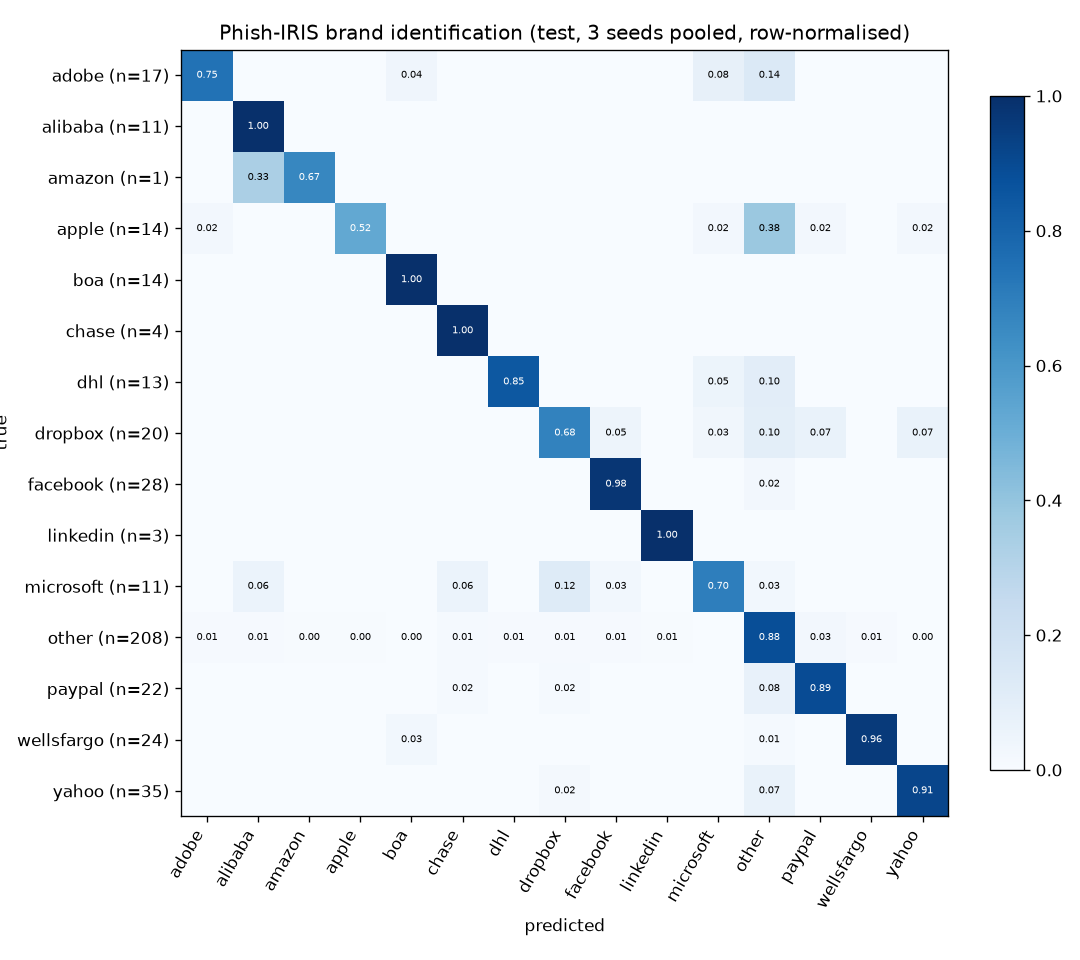 Phish-IRIS brand identification (test, 3 seeds pooled, row-normalised)
adobe (n=17) 0.75 0.04 0.08 0.14
alibaba (n=11) 1.00
amazon (n=1) 0.33 0.67
apple (n=14) 0.02 0.52 0.02 0.38 0.02 0.02
boa (n=14) 1.00
chase (n=4) 1.00
dhl (n=13) 0.85 0.05 0.10
dropbox (n=20) 0.68 0.05 0.03 0.10 0.07 0.07
facebook (n=28) 0.98 0.02
linkedin (n=3) 1.00
microsoft (n=11) 0.06 0.06 0.12 0.03 0.70 0.03
other (n=208) 0.01 0.01 0.00 0.00 0.00 0.01 0.01 0.01 0.01 0.01 0.88 0.03 0.01 0.00
paypal (n=22) 0.02 0.02 0.08 0.89
wellsfargo (n=24) 0.03 0.01 0.96
yahoo (n=35) 0.02 0.07 0.91
true
adobe alibaba amazon apple boa chase dhl dropbox facebook linkedin microsoft other paypal wellsfargo yahoo
predicted
1.0
0.8
0.6
0.4
0.2
0.0